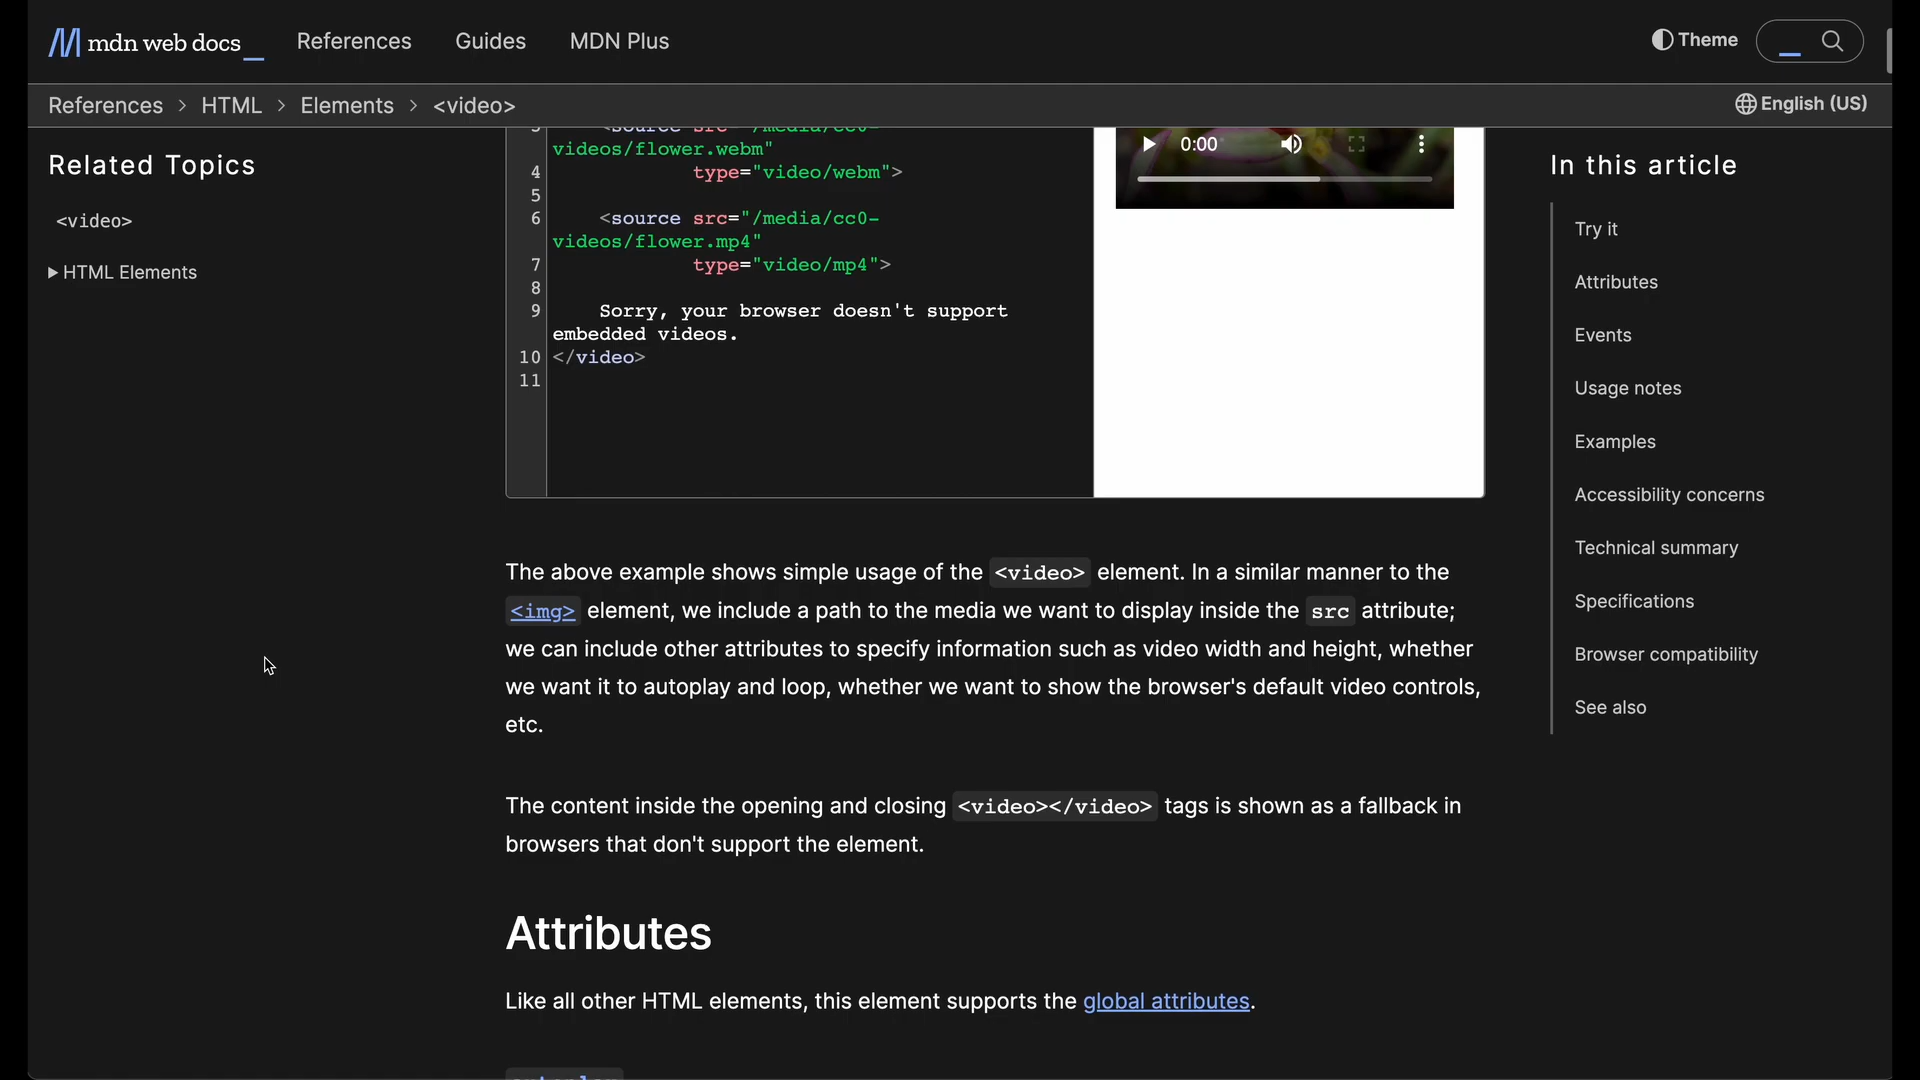 mdn web docs_
References
Guides
MDN Plus
Theme
References > HTML > Elements > <video>
English (US)
Related Topics
<video>
HTML Elements
3 <source src="/media/cc0-
videos/flower.webm"
4 type="video/webm">
5
6 <source src="/media/cc0-
videos/flower.mp4"
7 type="video/mp4">
8
9 Sorry, your browser doesn't support
embedded videos.
10 </video>
11
0:00
The above example shows simple usage of the <video> element. In a similar manner to the
<img> element, we include a path to the media we want to display inside the src attribute;
we can include other attributes to specify information such as video width and height, whether
we want it to autoplay and loop, whether we want to show the browser's default video controls,
etc.
The content inside the opening and closing <video></video> tags is shown as a fallback in
browsers that don't support the element.
Attributes
Like all other HTML elements, this element supports the global attributes.
In this article
Try it
Attributes
Events
Usage notes
Examples
Accessibility concerns
Technical summary
Specifications
Browser compatibility
See also